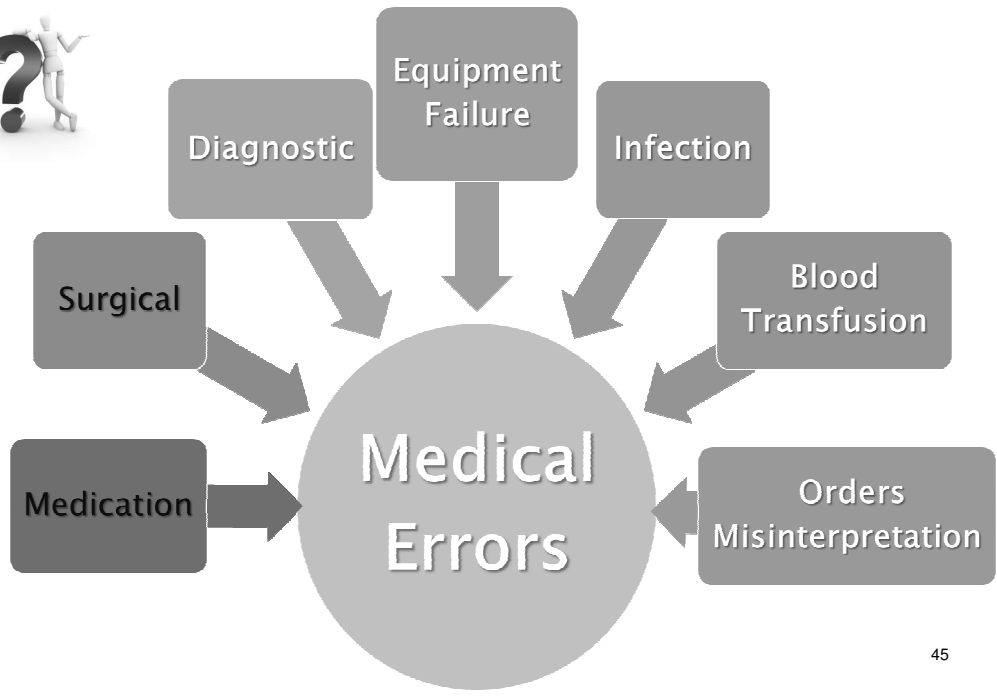 ?
Equipment
Failure
Diagnostic
Infection
Surgical
Blood
Transfusion
Medication
Orders
Misinterpretation
Medical
Errors
45